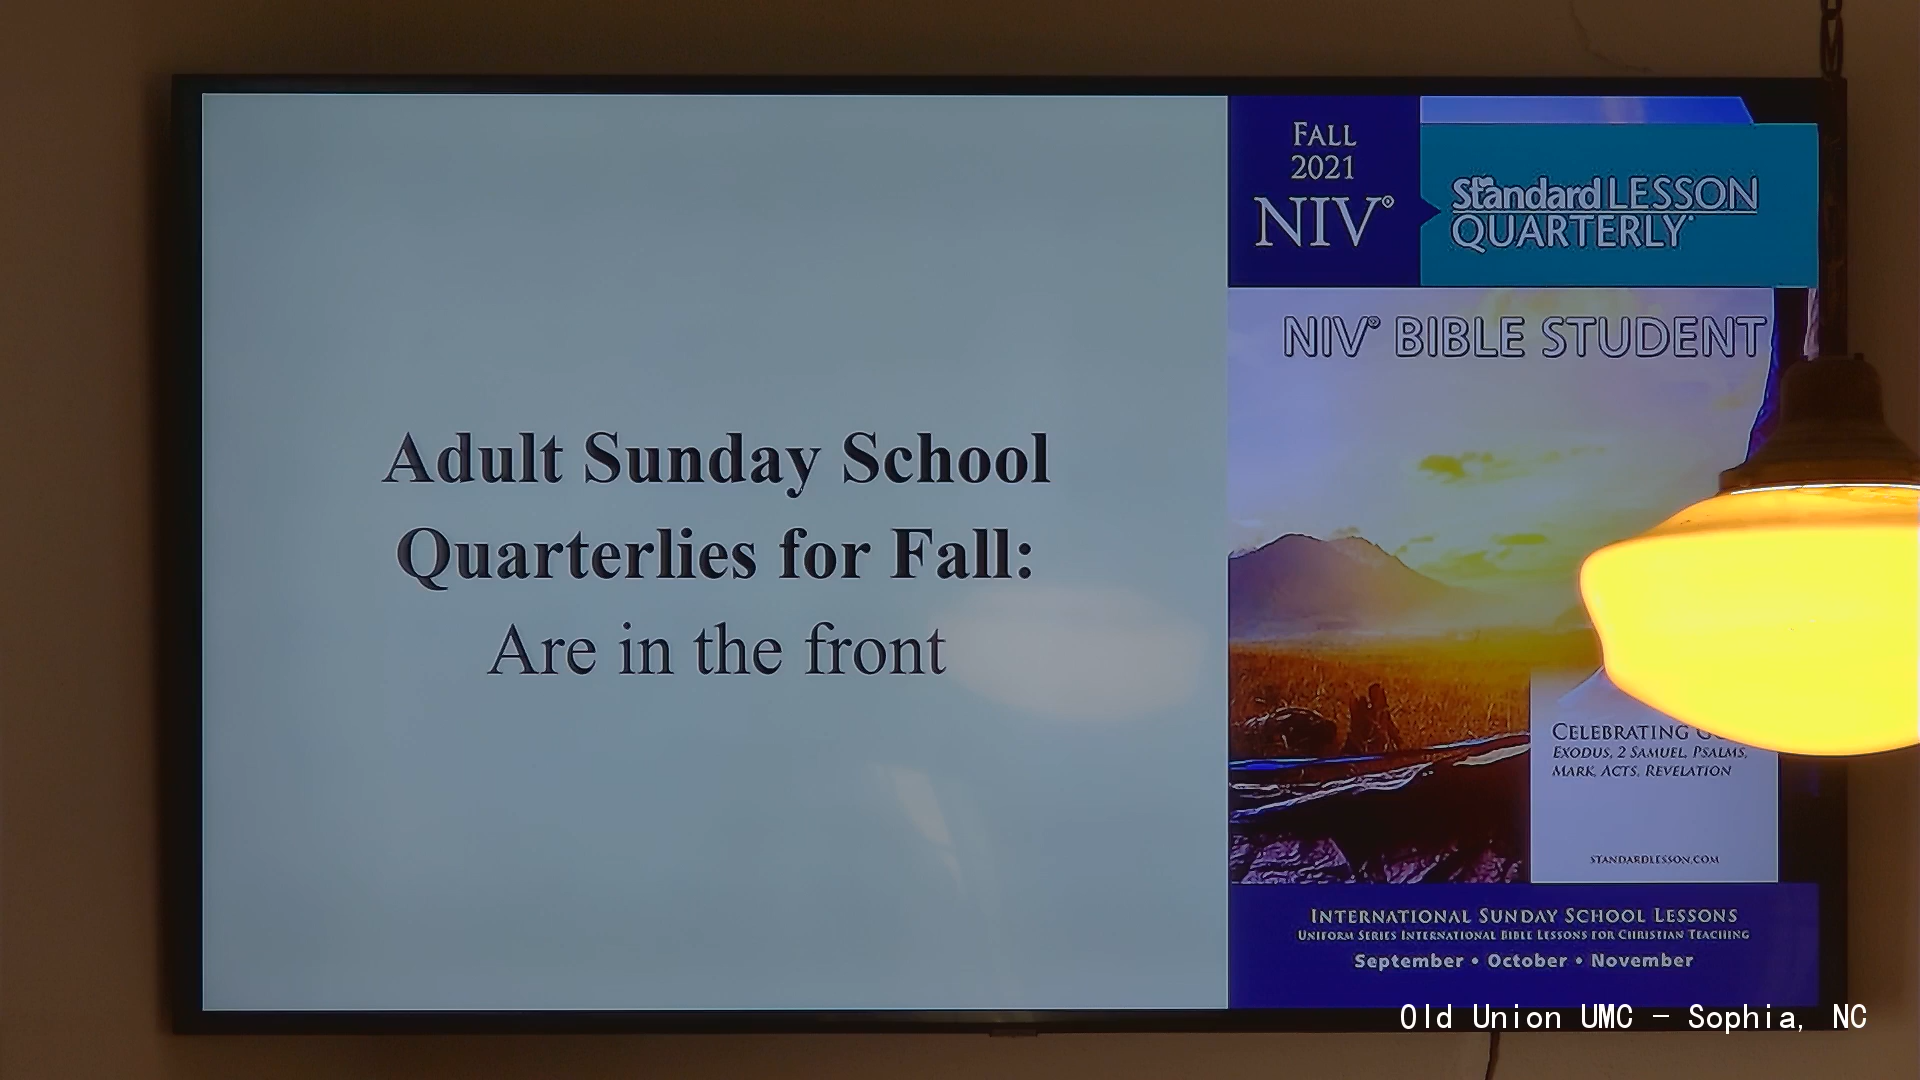 Adult Sunday School
Quarterlies for Fall:
Are in the front
FALL
2021
NIV®
Standard LESSON
QUARTERLY®
NIV® BIBLE STUDENT
CELEBRATING
EXODUS, 2 SAMUEL, PSALMS,
MARK, ACTS, REVELATION
STANDARDLESSON.COM
INTERNATIONAL SUNDAY SCHOOL LESSONS
UNIFORM SERIES INTERNATIONAL BIBLE LESSONS FOR CHRISTIAN TEACHING
September • October • November
Old Union UMC - Sophia, NC